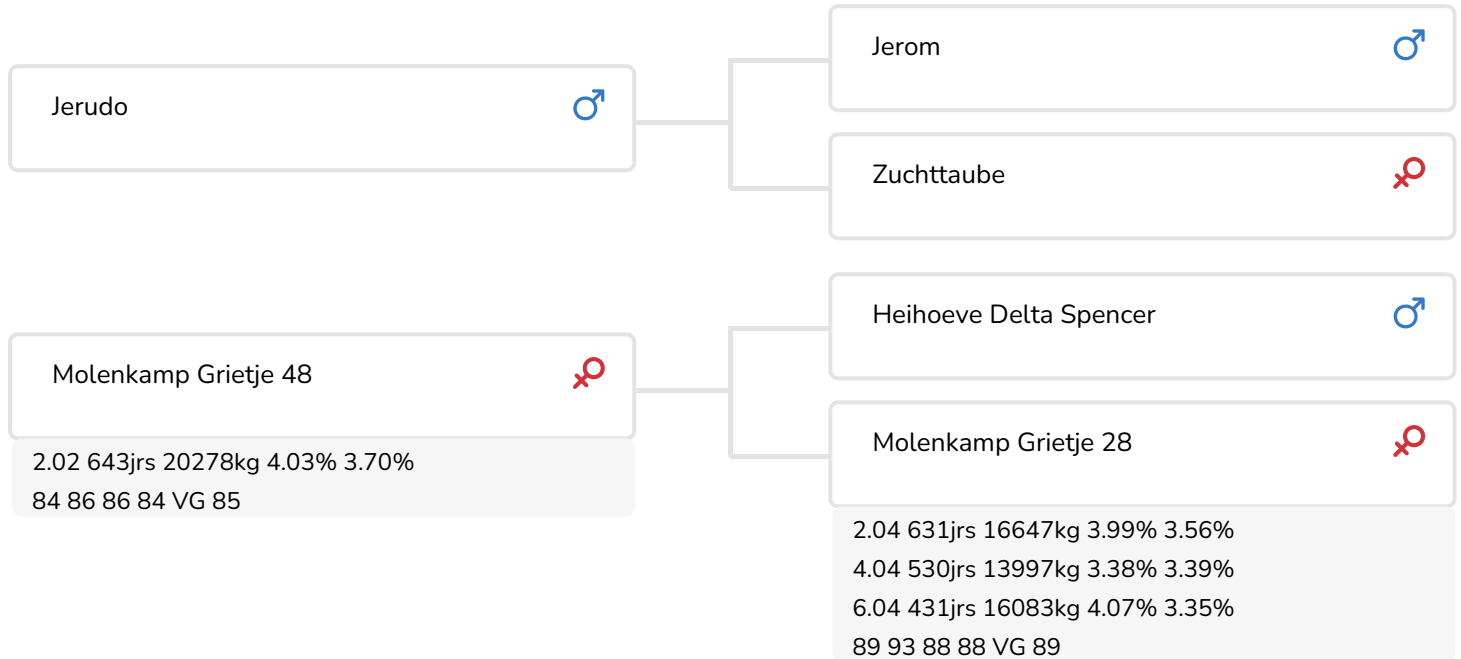 Jerudo
Jerom
Zuchttaube
Molenkamp Grietje 48
2.02 643jrs 20278kg 4.03% 3.70%
84 86 86 84 VG 85
Heihoeve Delta Spencer
Molenkamp Grietje 28
2.04 631jrs 16647kg 3.99% 3.56%
4.04 530jrs 13997kg 3.38% 3.39%
6.04 431jrs 16083kg 4.07% 3.35%
89 93 88 88 VG 89